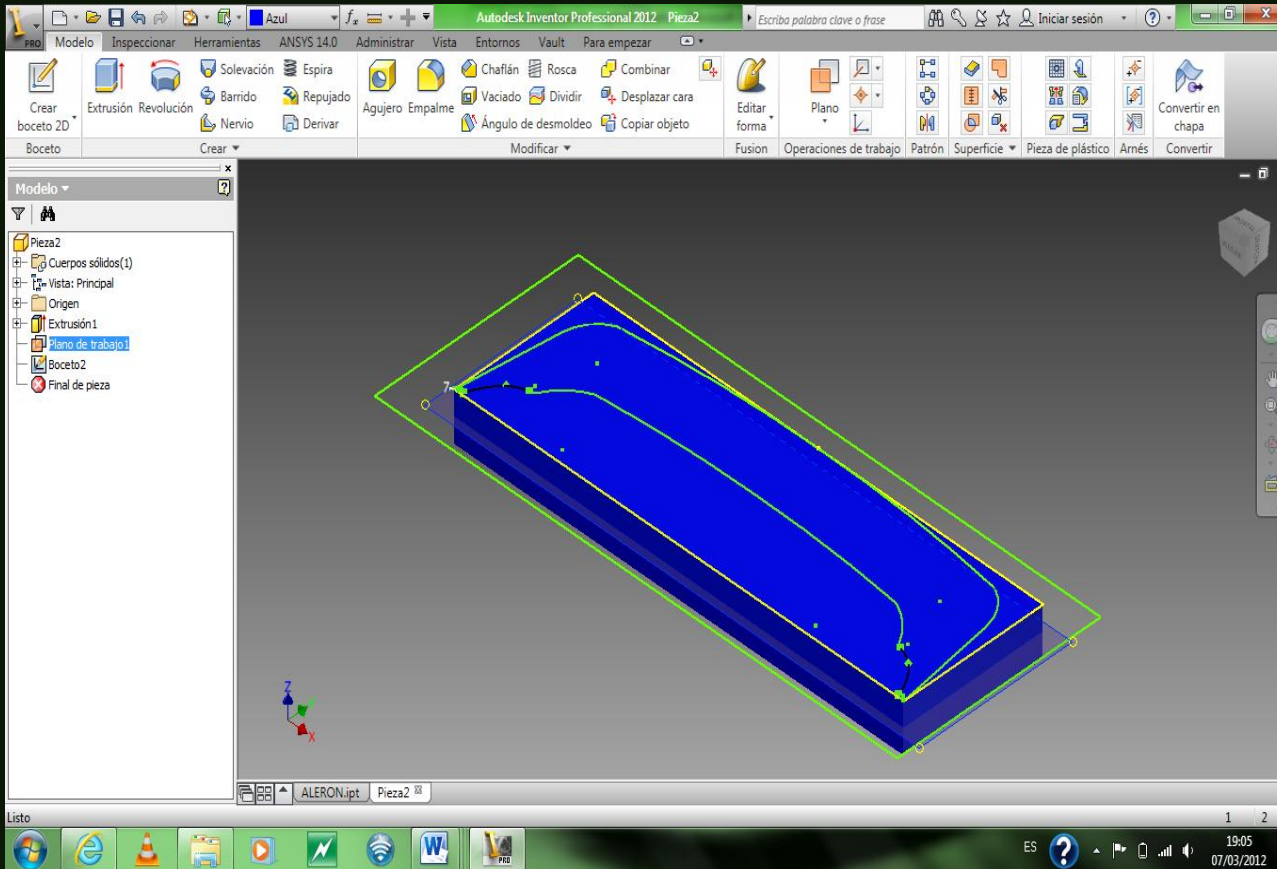 Azul
Autodesk Inventor Professional 2012 Pieza2
Escriba palabra clave o frase
Iniciar sesión
PRO
Modelo Inspeccionar Herramientas ANSYS 14.0 Administrar Vista Entornos Vault Para empezar
Crear boceto 2D
Extrusión Revolución
Solevación Espira
Barrido Repujado
Nervio Derivar
Agujero Empalme
Chaflán Rosca Combinar
Vaciado Dividir Desplazar cara
Ángulo de desmoldeo Copiar objeto
Editar forma
Plano
Convertir en chapa
Boceto Crear Modificar Fusion Operaciones de trabajo Patrón Superficie Pieza de plástico Arnés Convertir
Modelo
Pieza2
Cuerpos sólidos(1)
Vista: Principal
Origen
Extrusión1
Plano de trabajo1
Boceto2
Final de pieza
7
Z
X
ALERON.ipt Pieza2
Listo
1 2
PRO
ES
19:05
07/03/2012